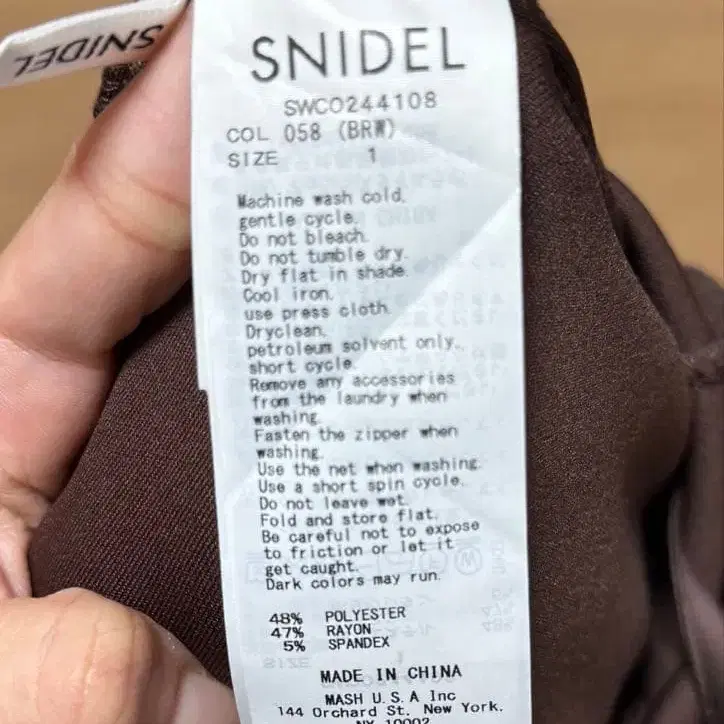 SNIDEL
SNIDEL
SWCO244108
COL 058 (BRW)
SIZE 1
Machine wash cold.
gentle cycle.
Do not bleach.
Do not tumble dry.
Dry flat in shade.
Cool iron.
use press cloth.
Dryclean.
petroleum solvent only.
short cycle.
Remove any accessories
from the laundry when
washing.
Fasten the zipper when
washing.
Use the net when washing.
Use a short spin cycle.
Do not leave wet.
Fold and store flat.
Be careful not to expose
to friction or let it
get caught.
Dark colors may run.
48% POLYESTER
47% RAYON
5% SPANDEX
MADE IN CHINA
MASH U.S.A Inc
144 Orchard St. New York.
NY 10002